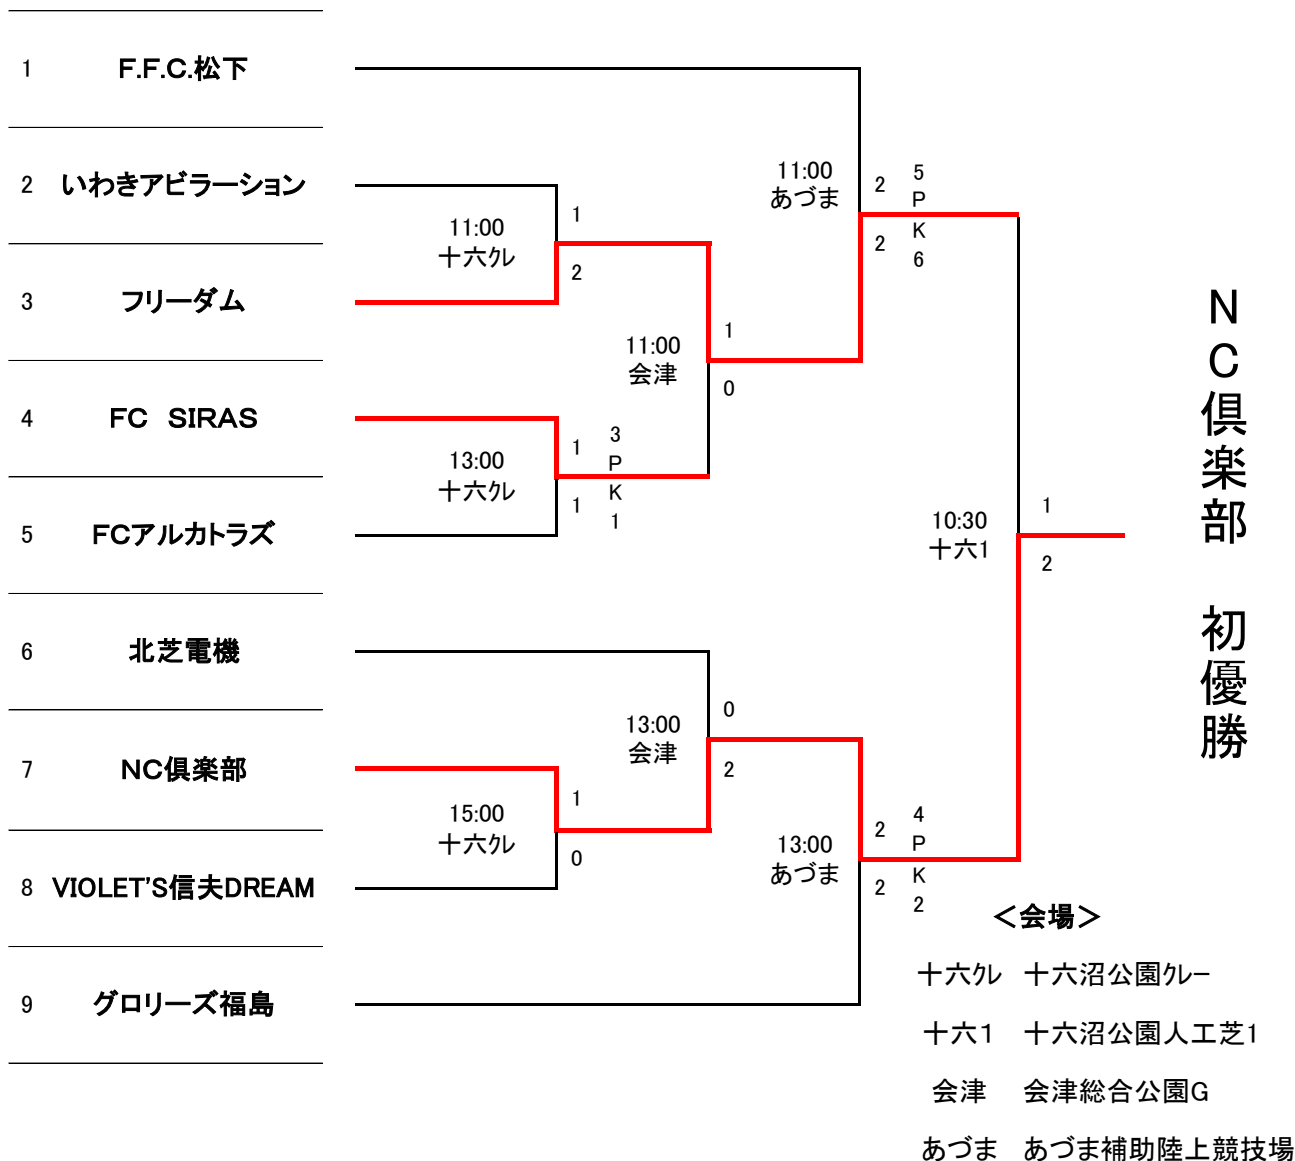 1 F.F.C.松下
2 いわきアビラーション
3 フリーダム
4 FC　SIRAS
5 FCアルカトラズ
6 北芝電機
7 NC倶楽部
8 VIOLET'S信夫DREAM
9 グロリーズ福島
11:00
十六ｸﾚ
1
2
13:00
十六ｸﾚ
1
1
3
P
K
1
15:00
十六ｸﾚ
1
0
11:00
会津
1
0
13:00
会津
0
2
11:00
あづま
2
2
5
P
K
6
13:00
あづま
2
2
4
P
K
2
10:30
十六1
1
2
NC倶楽部　初優勝
＜会場＞
十六ｸﾚ 十六沼公園ｸﾚｰ
十六1 十六沼公園人工芝1
会津 会津総合公園G
あづま あづま補助陸上競技場